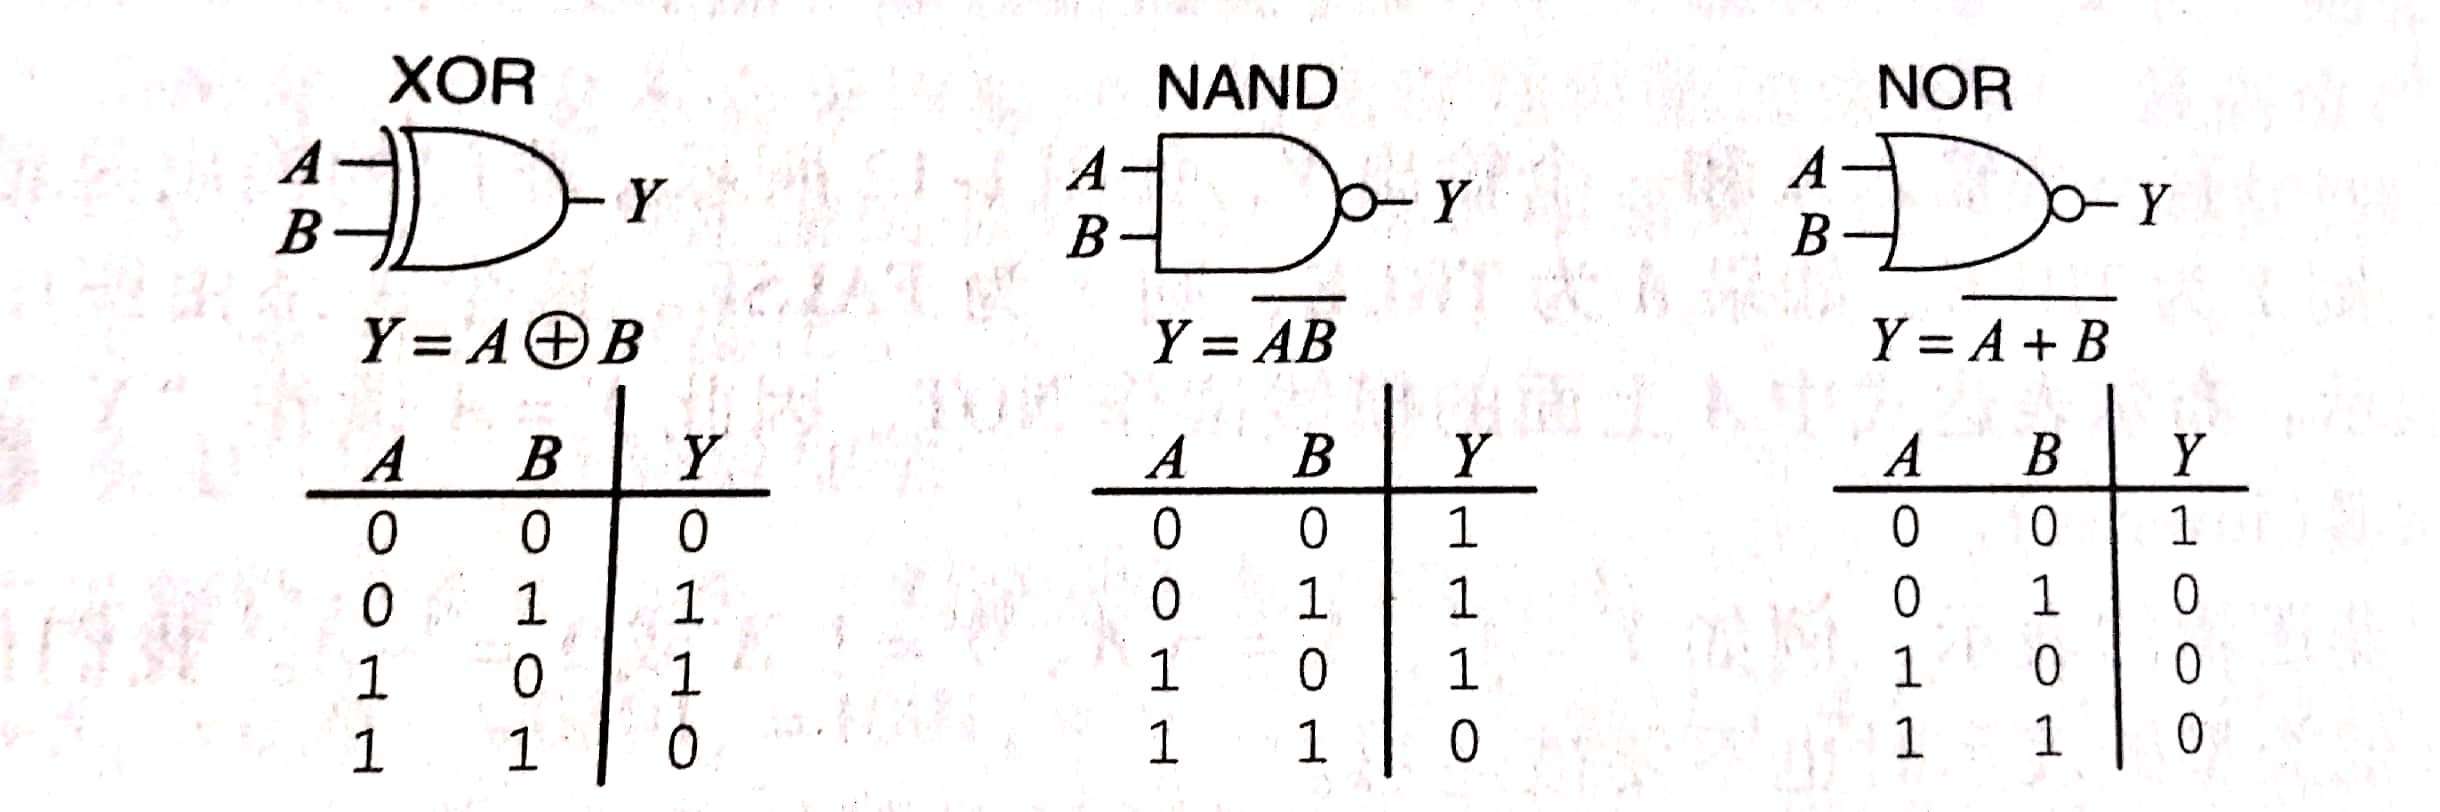 XOR
A
B
Y
Y = A ⊕ B
A B Y
0 0 0
0 1 1
1 0 1
1 1 0
NAND
A
B
Y
Y = \overline{AB}
A B Y
0 0 1
0 1 1
1 0 1
1 1 0
NOR
A
B
Y
Y = \overline{A + B}
A B Y
0 0 1
0 1 0
1 0 0
1 1 0